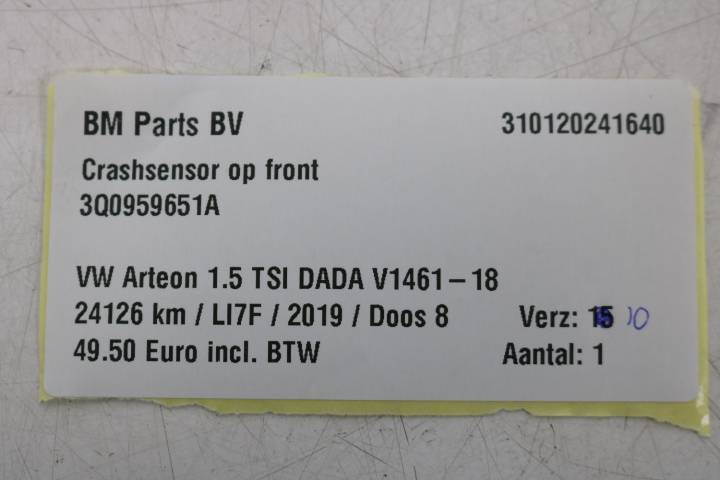 BM Parts BV 310120241640
Crashsensor op front
3Q0959651A
VW Arteon 1.5 TSI DADA V1461-18
24126 km / LI7F / 2019 / Doos 8 Verz: 15 10
49.50 Euro incl. BTW Aantal: 1